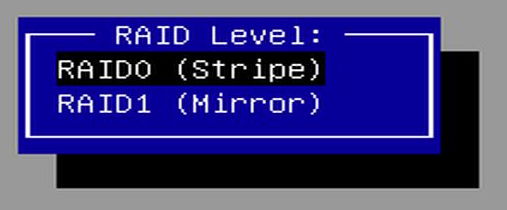 RAID Level:
RAID0 (Stripe)
RAID1 (Mirror)